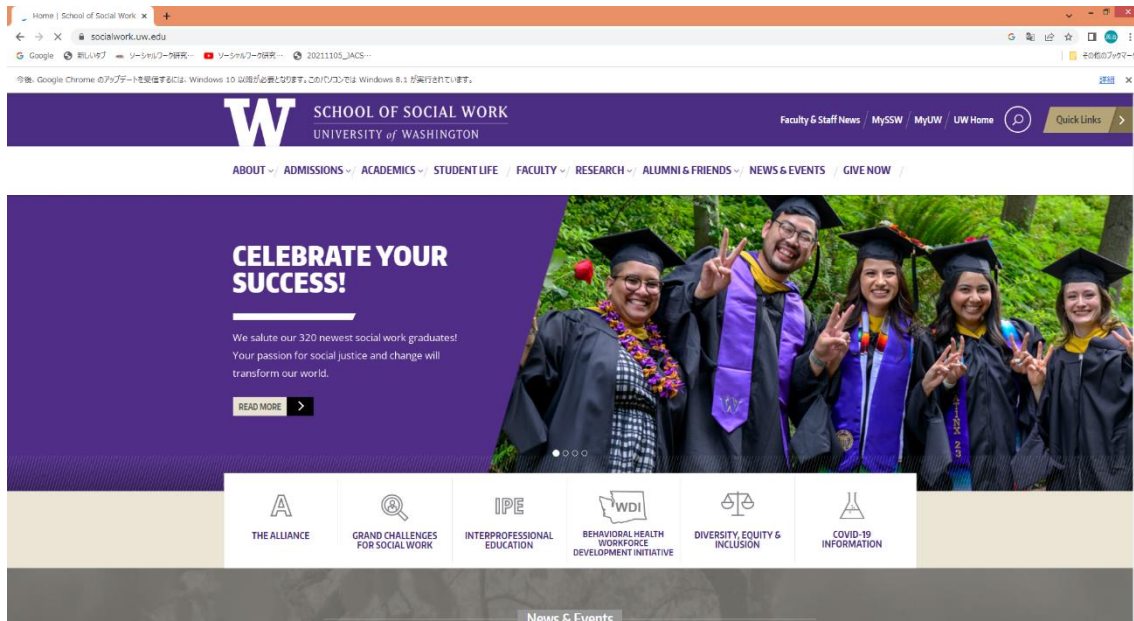 Home | School of Social Work
socialwork.uw.edu
Google 新しいタブ ソーシャルワーク研究… ソーシャルワーク研究… 20211105_JACS… その他のブックマーク
今後、Google Chrome のアップデートを受信するには、Windows 10 以降が必要となります。このパソコンでは Windows 8.1 が実行されています。 詳細
W SCHOOL OF SOCIAL WORK
UNIVERSITY of WASHINGTON
Faculty & Staff News / MySSW / MyUW / UW Home Quick Links
ABOUT / ADMISSIONS / ACADEMICS / STUDENT LIFE / FACULTY / RESEARCH / ALUMNI & FRIENDS / NEWS & EVENTS / GIVE NOW /
CELEBRATE YOUR
SUCCESS!
We salute our 320 newest social work graduates!
Your passion for social justice and change will
transform our world.
READ MORE
W
A
THE ALLIANCE
GRAND CHALLENGES
FOR SOCIAL WORK
IPE
INTERPROFESSIONAL
EDUCATION
WDI
BEHAVIORAL HEALTH
WORKFORCE
DEVELOPMENT INITIATIVE
DIVERSITY, EQUITY &
INCLUSION
COVID-19
INFORMATION
News & Events